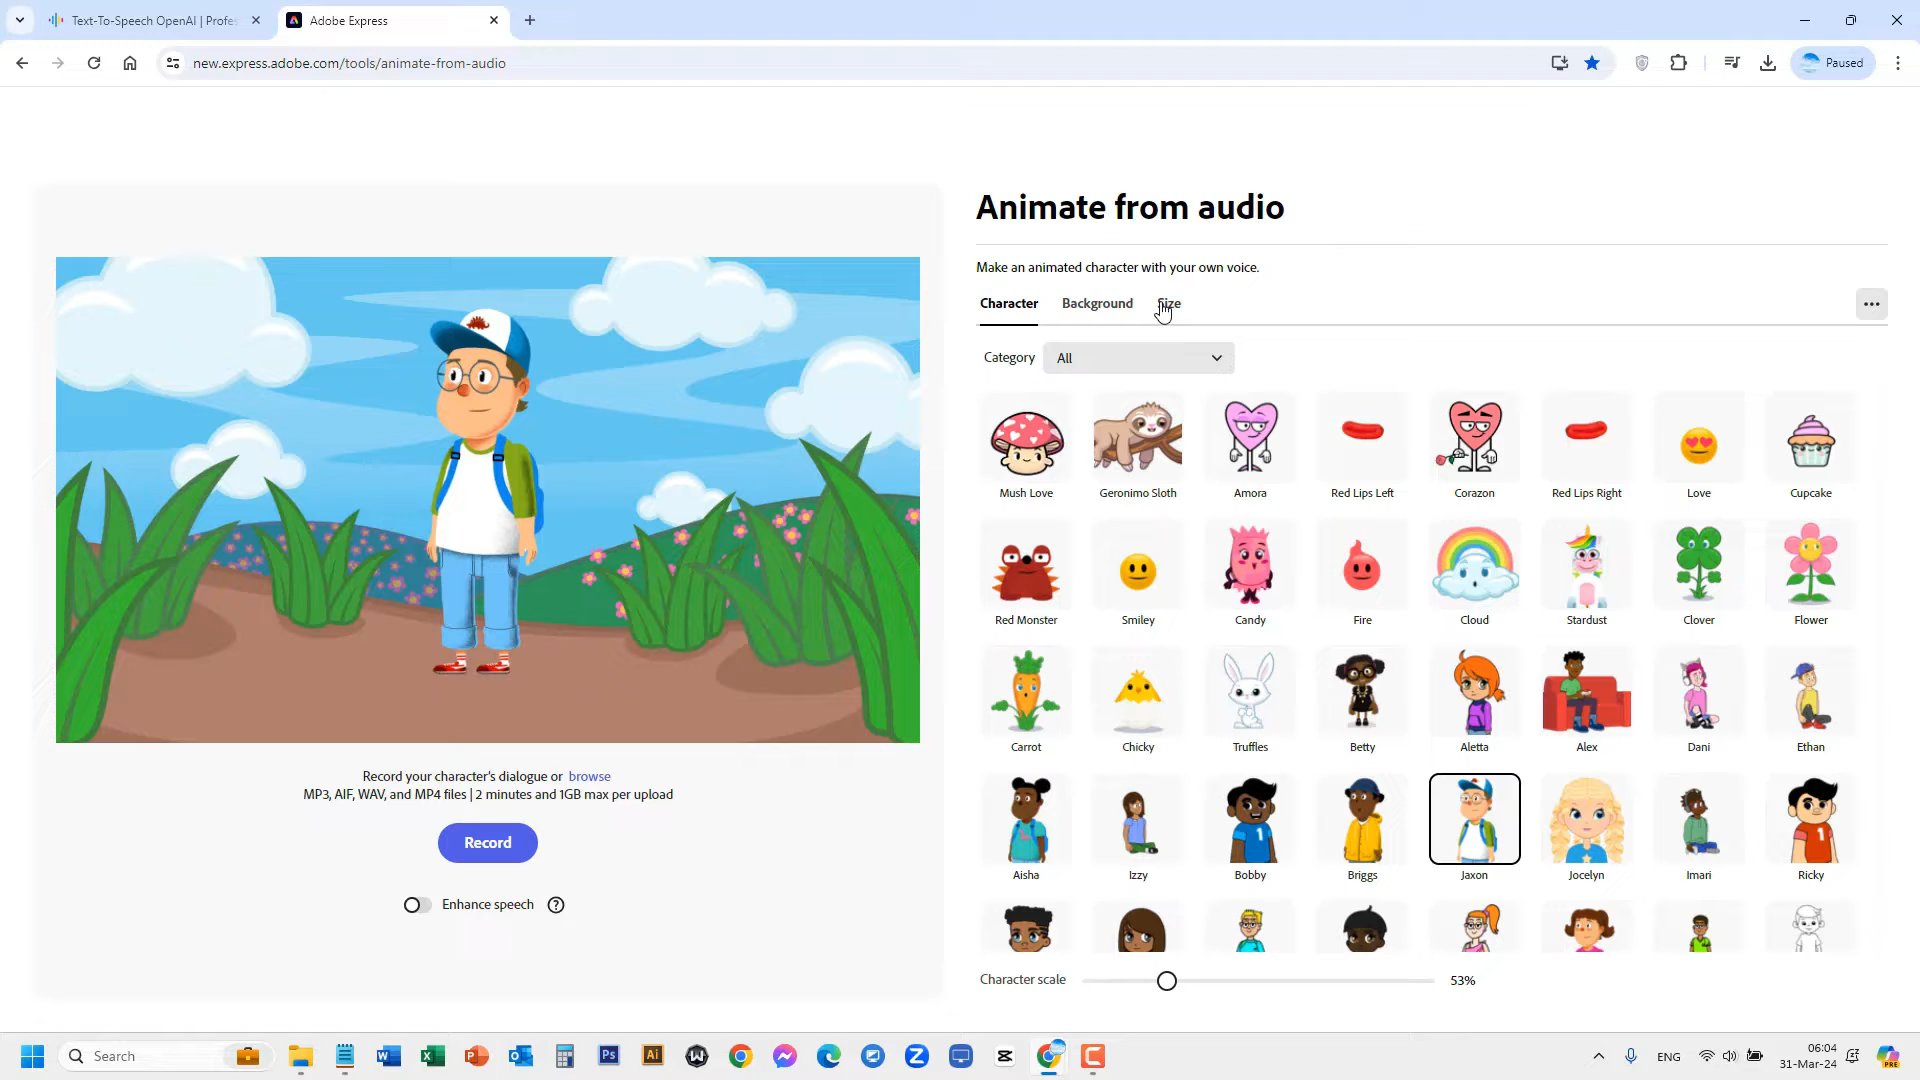 Text-To-Speech OpenAI | Profes
Adobe Express
new.express.adobe.com/tools/animate-from-audio
Paused
Animate from audio
Make an animated character with your own voice.
Character
Background
Size
Category
All
Mush Love
Geronimo Sloth
Amora
Red Lips Left
Corazon
Red Lips Right
Love
Cupcake
Red Monster
Smiley
Candy
Fire
Cloud
Stardust
Clover
Flower
Carrot
Chicky
Truffles
Betty
Aletta
Alex
Dani
Ethan
Aisha
Izzy
Bobby
Briggs
Jaxon
Jocelyn
Imari
Ricky
Character scale
53%
Record your character's dialogue or browse
MP3, AIF, WAV, and MP4 files | 2 minutes and 1GB max per upload
Record
Enhance speech
Search
ENG
06:04
31-Mar-24